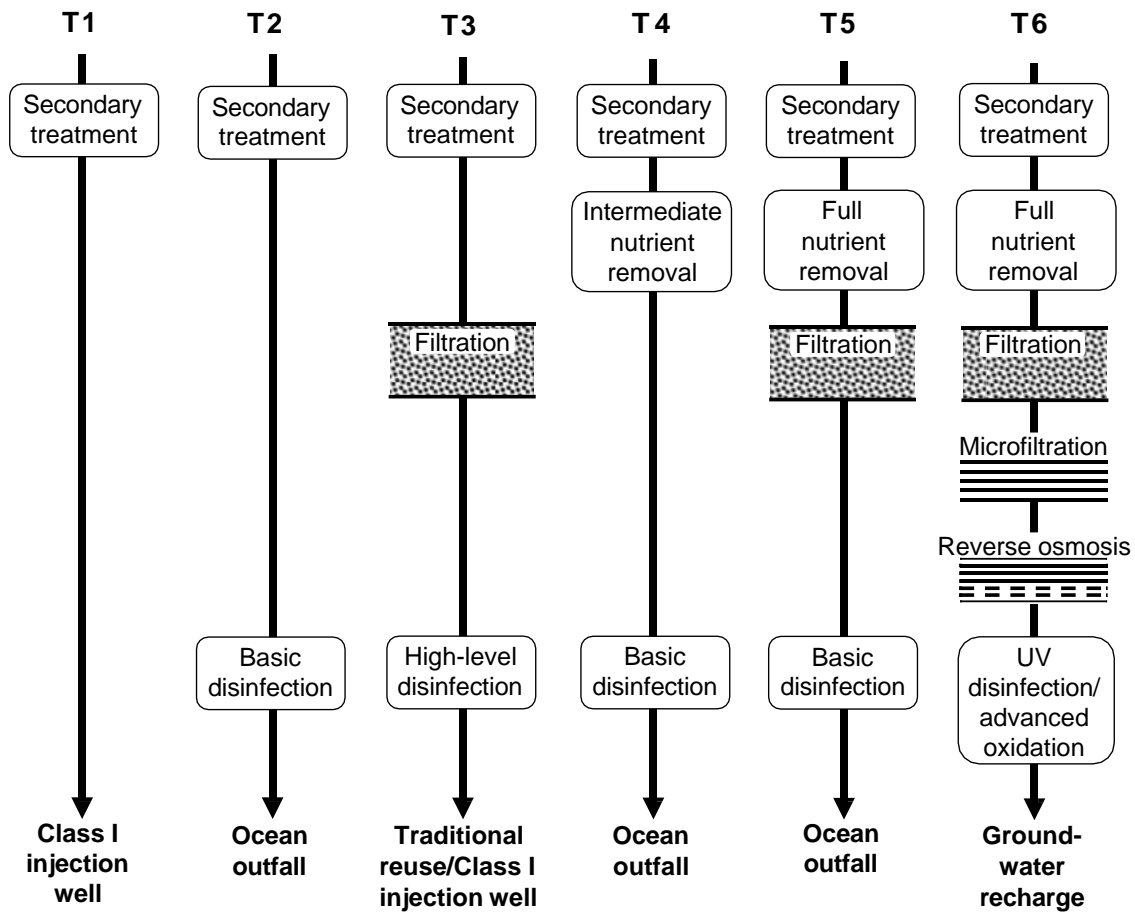 T1
T2
T3
T4
T5
T6
Secondary
treatment
Secondary
treatment
Secondary
treatment
Secondary
treatment
Secondary
treatment
Secondary
treatment
Intermediate
nutrient
removal
Full
nutrient
removal
Full
nutrient
removal
Filtration
Filtration
Filtration
Microfiltration
Reverse osmosis
Basic
disinfection
High-level
disinfection
Basic
disinfection
Basic
disinfection
UV
disinfection/
advanced
oxidation
Class I
injection
well
Ocean
outfall
Traditional
reuse/Class I
injection well
Ocean
outfall
Ocean
outfall
Ground-
water
recharge